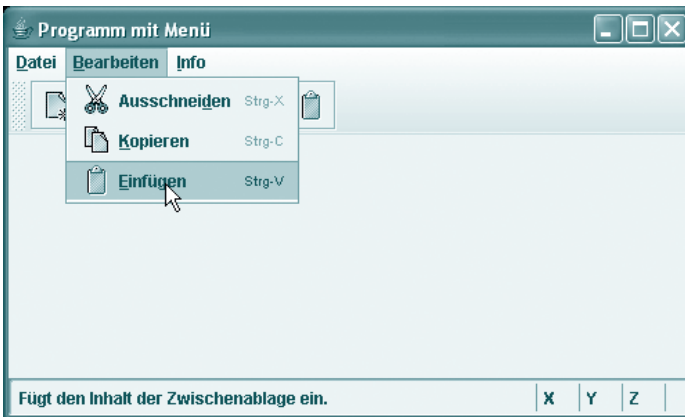 Programm mit Menü
Datei Bearbeiten Info
Ausschneiden Strg-X
Kopieren Strg-C
Einfügen Strg-V
Fügt den Inhalt der Zwischenablage ein. X Y Z